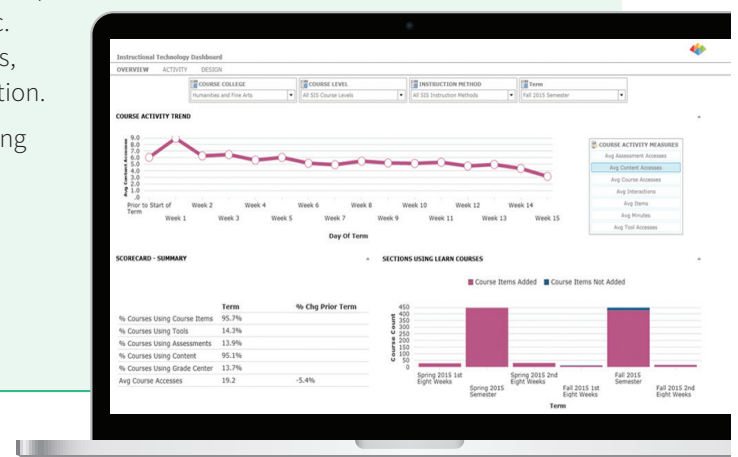 c.
s,
tion.
ng
Instructional Technology Dashboard
OVERVIEW ACTIVITY DESIGN
COURSE COLLEGE
Humanities and Fine Arts
COURSE LEVEL
All SIS Course Levels
INSTRUCTION METHOD
All SIS Instruction Methods
Term
Fall 2015 Semester
COURSE ACTIVITY TREND
Avg Content Accesses
9.0
8.0
7.0
6.0
5.0
4.0
3.0
2.0
1.0
.0
Prior to Start of Term
Week 1
Week 2
Week 3
Week 4
Week 5
Week 6
Week 7
Week 8
Week 9
Week 10
Week 11
Week 12
Week 13
Week 14
Week 15
Day Of Term
COURSE ACTIVITY MEASURES
Avg Assessment Accesses
Avg Content Accesses
Avg Course Accesses
Avg Interactions
Avg Items
Avg Minutes
Avg Tool Accesses
SCORECARD - SUMMARY
Term % Chg Prior Term
% Courses Using Course Items 95.7%
% Courses Using Tools 14.3%
% Courses Using Assessments 13.9%
% Courses Using Content 95.1%
% Courses Using Grade Center 13.7%
Avg Course Accesses 19.2 -5.4%
SECTIONS USING LEARN COURSES
Course Items Added Course Items Not Added
Course Count
450
400
350
300
250
200
150
100
50
0
Spring 2015 1st
Eight Weeks
Spring 2015
Semester
Spring 2015 2nd
Eight Weeks
Fall 2015 1st
Eight Weeks
Fall 2015
Semester
Fall 2015 2nd
Eight Weeks
Term